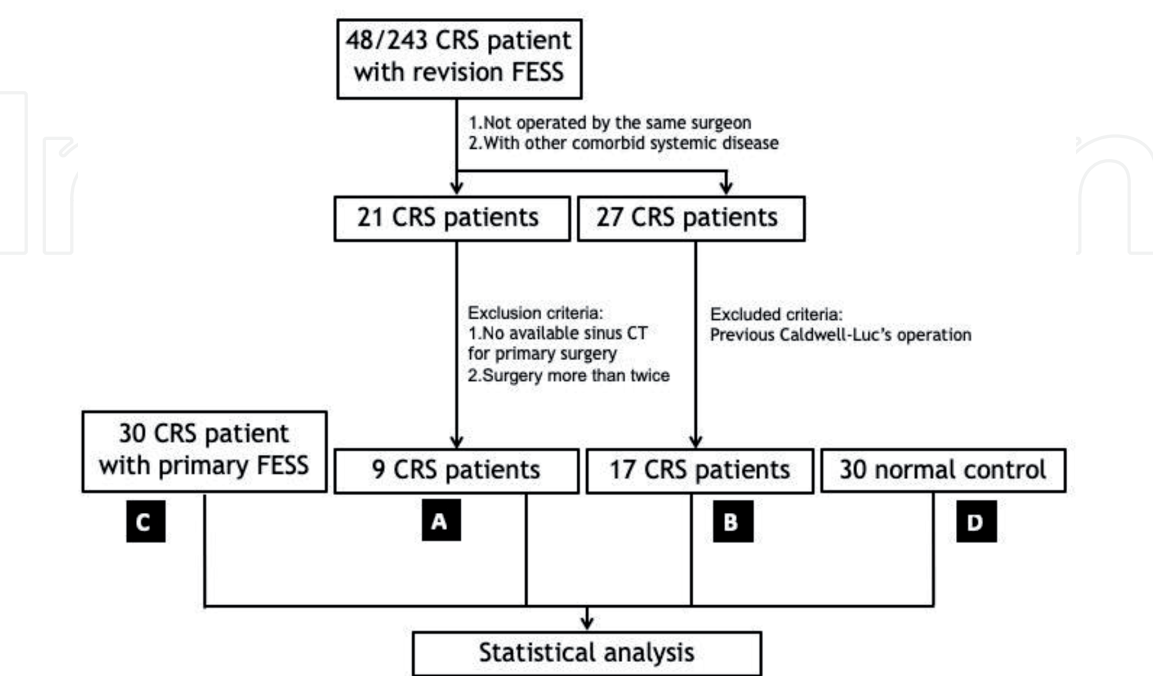 48/243 CRS patient
with revision FESS
1.Not operated by the same surgeon
2.With other comorbid systemic disease
21 CRS patients
27 CRS patients
Exclusion criteria:
1.No available sinus CT
for primary surgery
2.Surgery more than twice
Excluded criteria:
Previous Caldwell-Luc's operation
30 CRS patient
with primary FESS
9 CRS patients
17 CRS patients
30 normal control
C
A
B
D
Statistical analysis